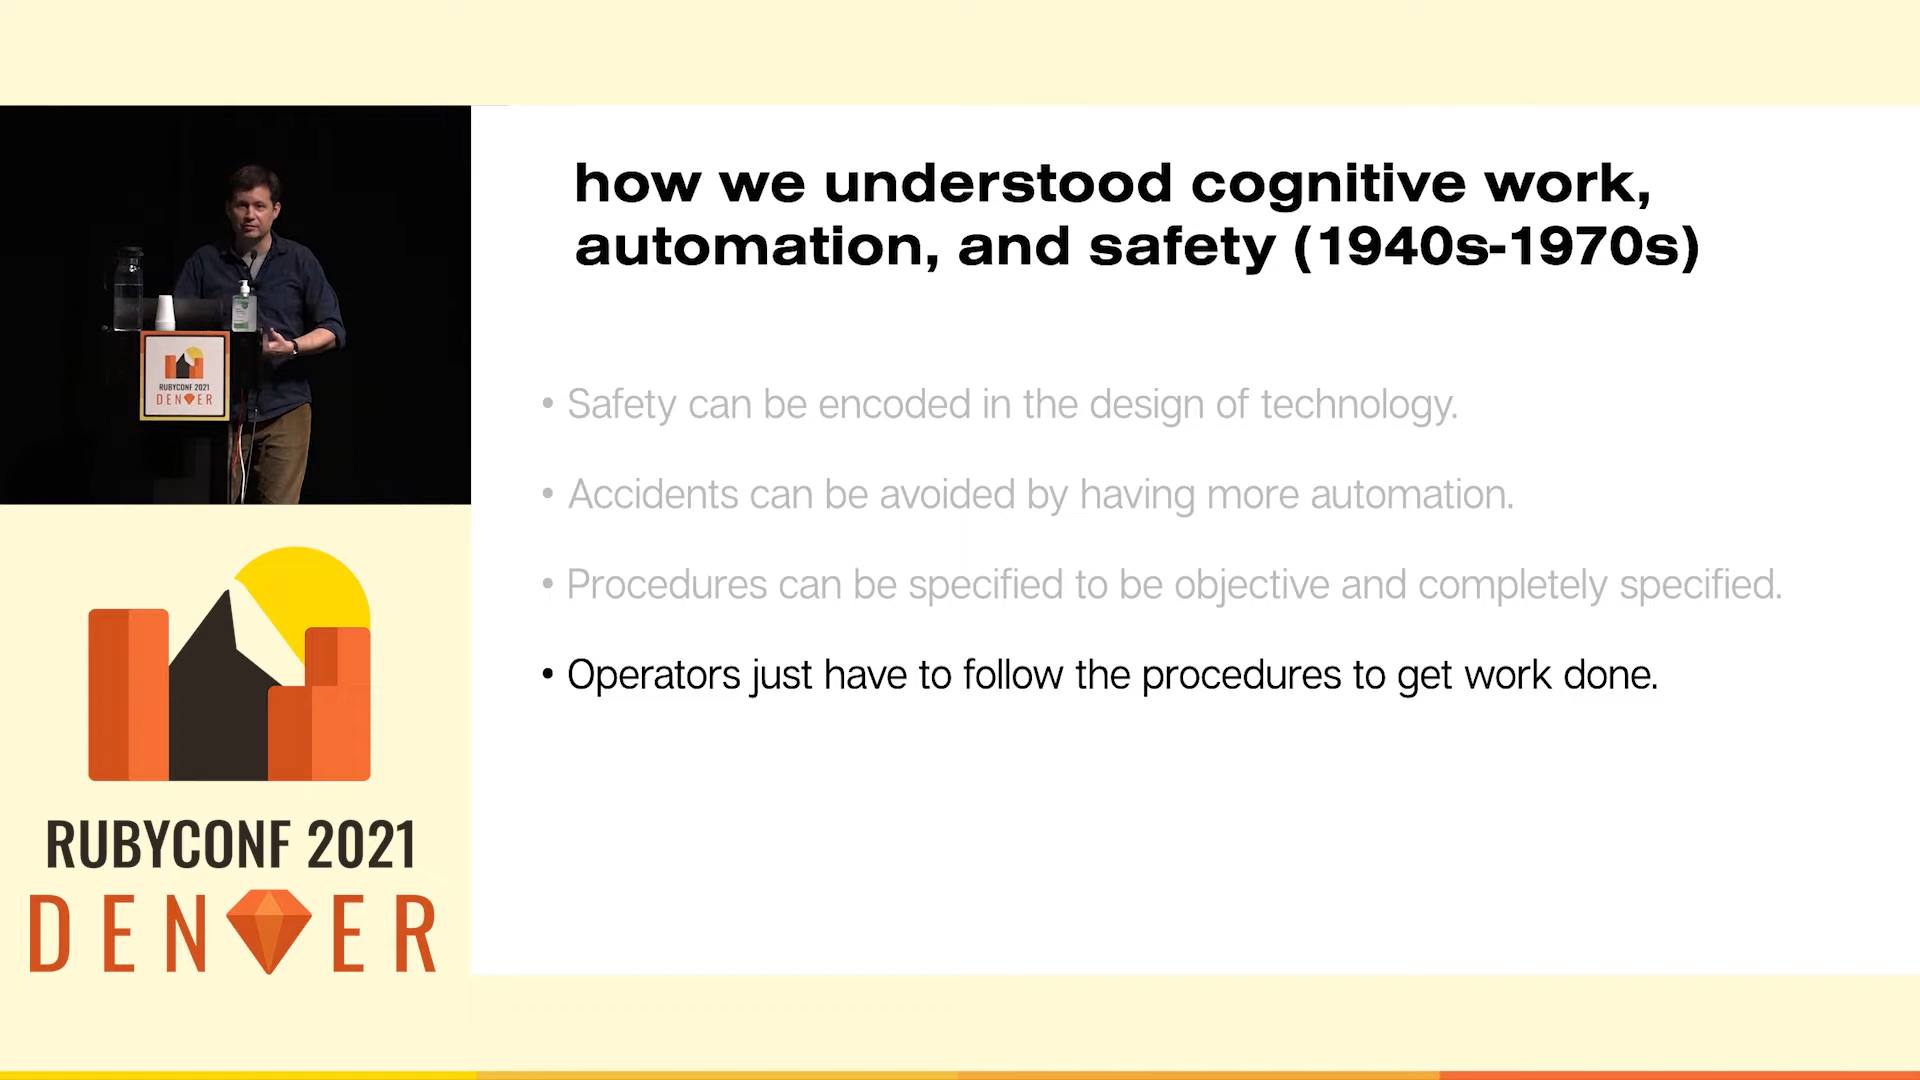 how we understood cognitive work,
automation, and safety (1940s-1970s)
• Safety can be encoded in the design of technology.
• Accidents can be avoided by having more automation.
• Procedures can be specified to be objective and completely specified.
• Operators just have to follow the procedures to get work done.
RUBYCONF 2021
DENVER
RUBYCONF 2021
DENVER